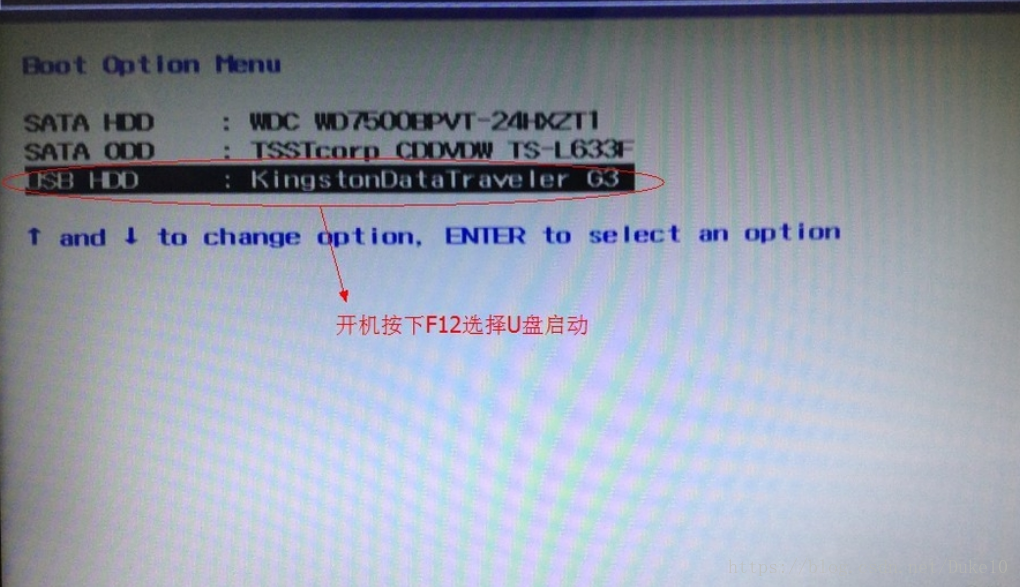 Boot Option Menu
SATA HDD : WDC WD7500BPVT-24HXZT1
SATA ODD : TSSTcorp CDDVDW TS-L633F
USB HDD : KingstonDataTraveler G3
↑ and ↓ to change option, ENTER to select an option
开机按下F12选择U盘启动